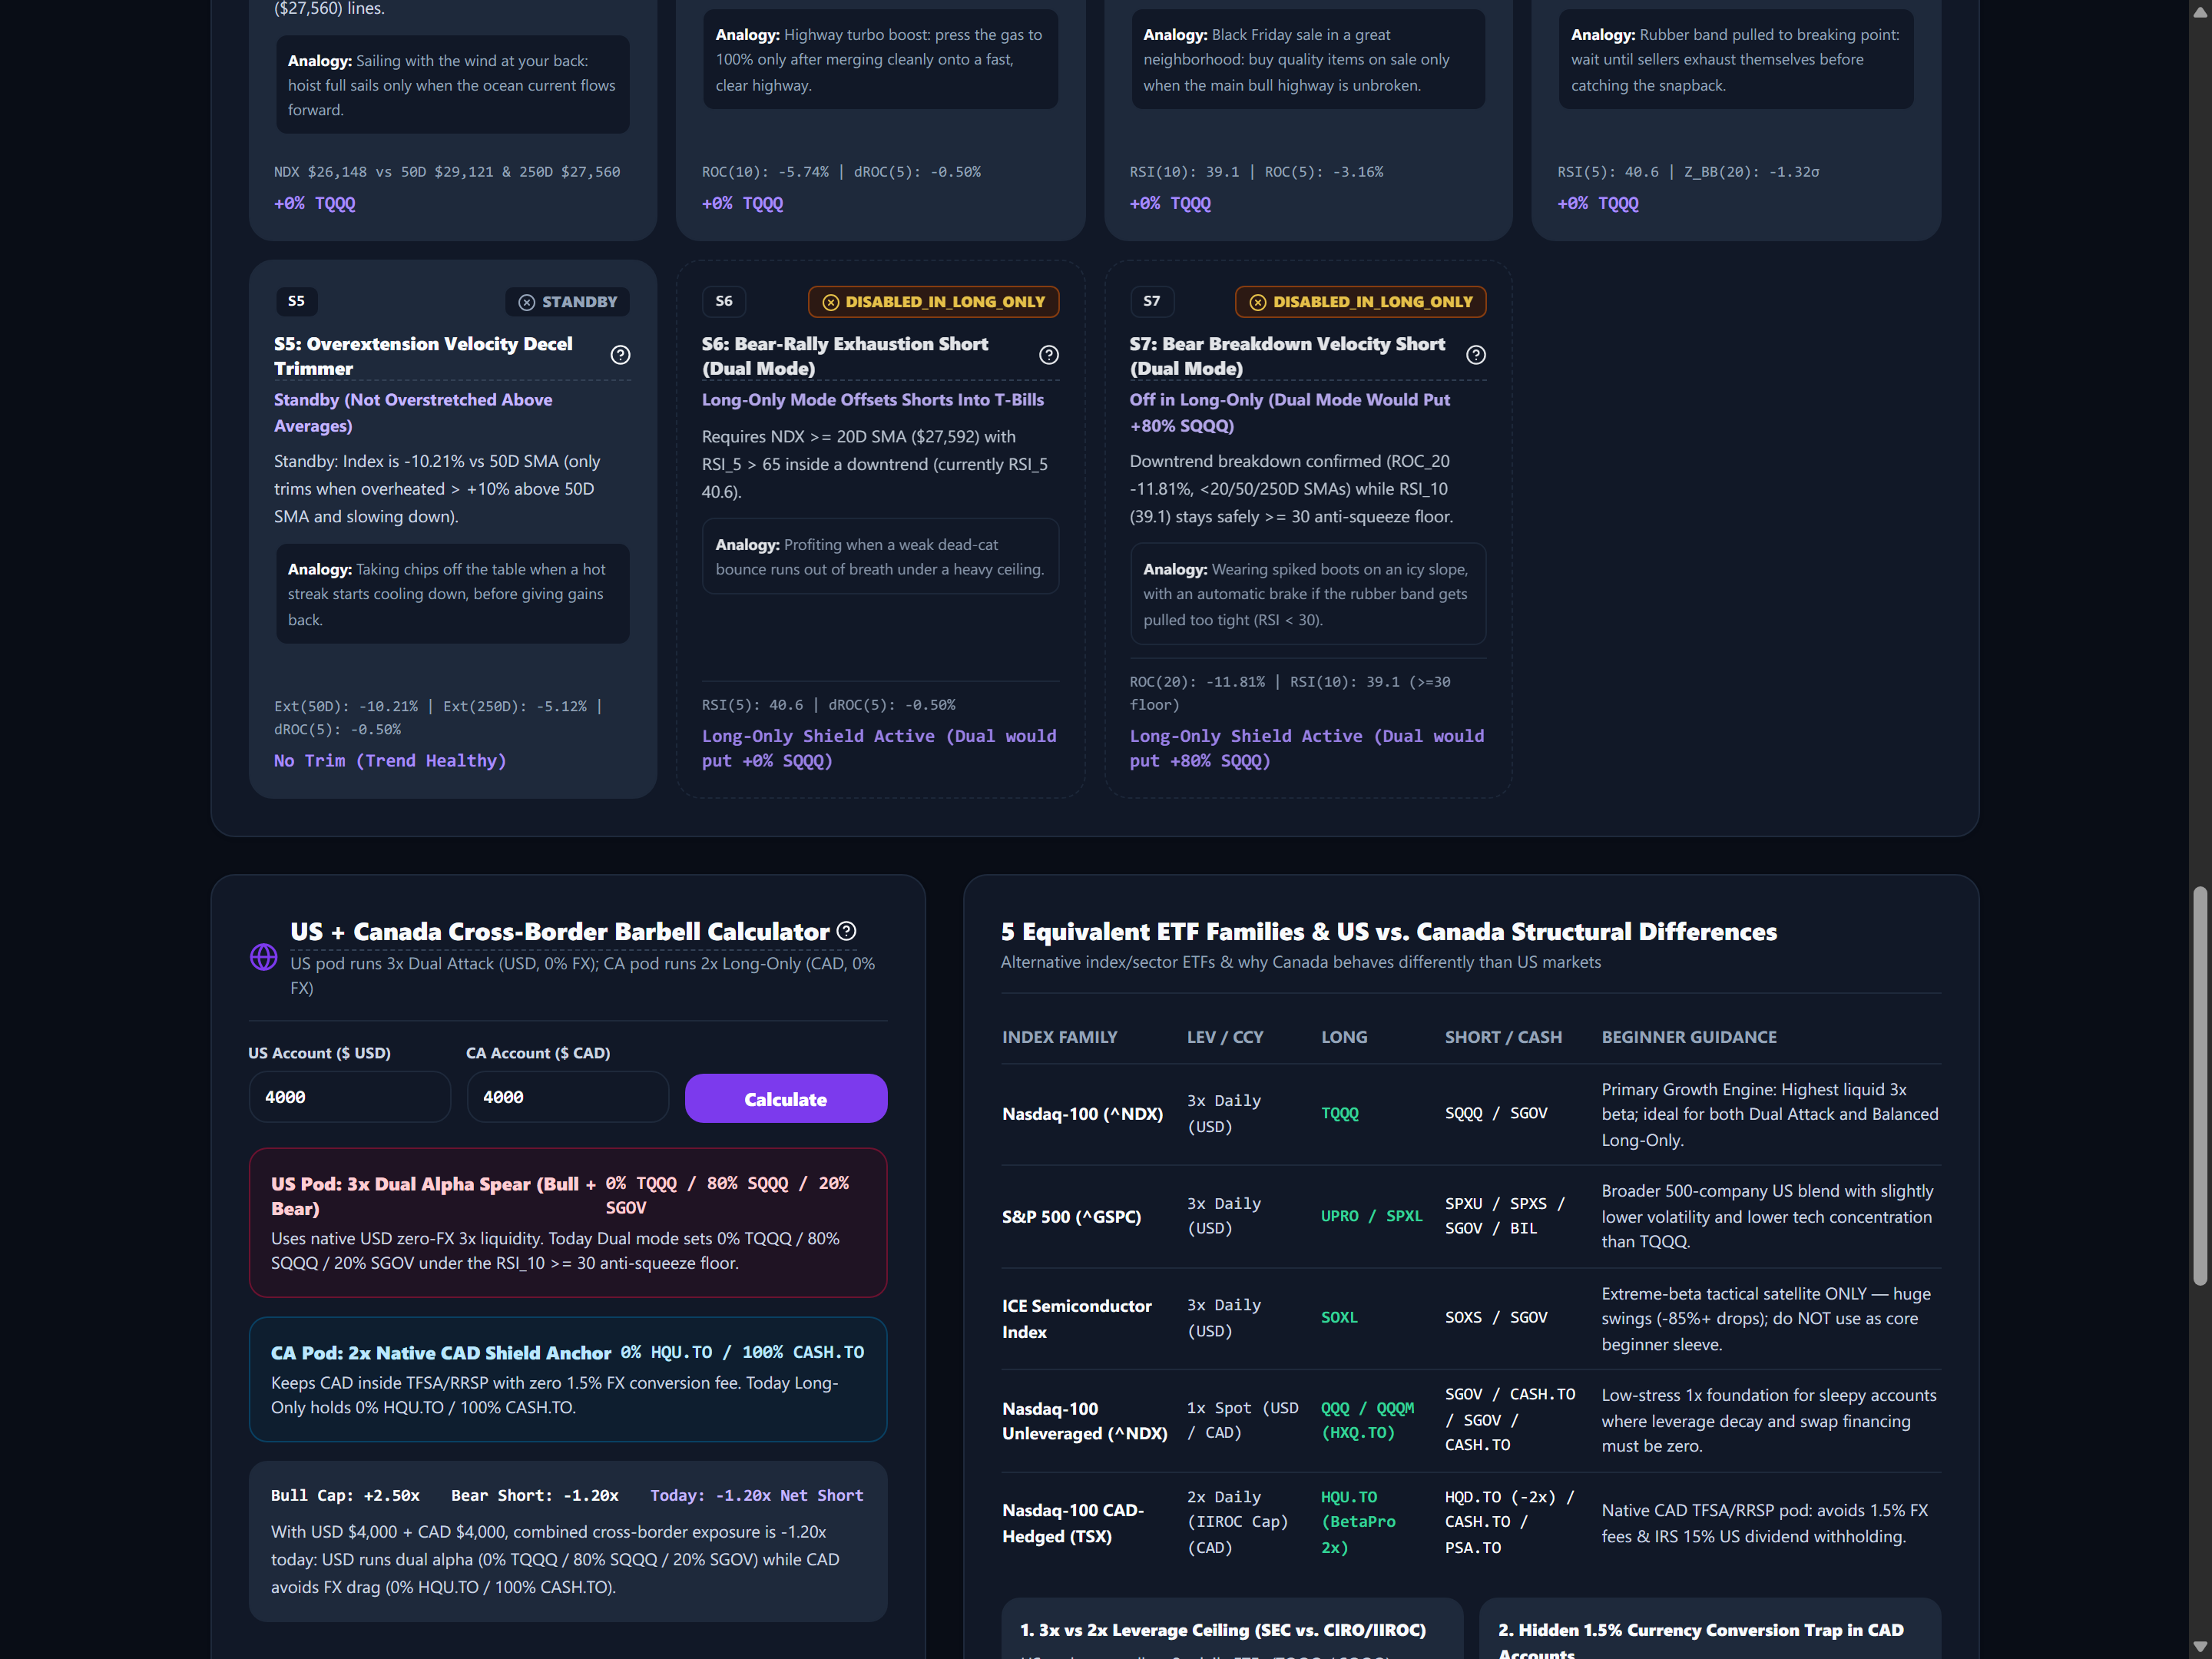 ($27,560) lines.
Analogy: Sailing with the wind at your back:
hoist full sails only when the ocean current flows
forward.
NDX $26,148 vs 50D $29,121 & 250D $27,560
+0% TQQQ
Analogy: Highway turbo boost: press the gas to
100% only after merging cleanly onto a fast,
clear highway.
ROC(10): -5.74% | dROC(5): -0.50%
+0% TQQQ
Analogy: Black Friday sale in a great
neighborhood: buy quality items on sale only
when the main bull highway is unbroken.
RSI(10): 39.1 | ROC(5): -3.16%
+0% TQQQ
Analogy: Rubber band pulled to breaking point:
wait until sellers exhaust themselves before
catching the snapback.
RSI(5): 40.6 | Z_BB(20): -1.32σ
+0% TQQQ
S5
STANDBY
S5: Overextension Velocity Decel
Trimmer
Standby (Not Overstretched Above
Averages)
Standby: Index is -10.21% vs 50D SMA (only
trims when overheated > +10% above 50D
SMA and slowing down).
Analogy: Taking chips off the table when a hot
streak starts cooling down, before giving gains
back.
Ext(50D): -10.21% | Ext(250D): -5.12% |
dROC(5): -0.50%
No Trim (Trend Healthy)
S6
DISABLED_IN_LONG_ONLY
S6: Bear-Rally Exhaustion Short
(Dual Mode)
Long-Only Mode Offsets Shorts Into T-Bills
Requires NDX >= 20D SMA ($27,592) with
RSI_5 > 65 inside a downtrend (currently RSI_5
40.6).
Analogy: Profiting when a weak dead-cat
bounce runs out of breath under a heavy ceiling.
RSI(5): 40.6 | dROC(5): -0.50%
Long-Only Shield Active (Dual would
put +0% SQQQ)
S7
DISABLED_IN_LONG_ONLY
S7: Bear Breakdown Velocity Short
(Dual Mode)
Off in Long-Only (Dual Mode Would Put
+80% SQQQ)
Downtrend breakdown confirmed (ROC_20
-11.81%, <20/50/250D SMAs) while RSI_10
(39.1) stays safely >= 30 anti-squeeze floor.
Analogy: Wearing spiked boots on an icy slope,
with an automatic brake if the rubber band gets
pulled too tight (RSI < 30).
ROC(20): -11.81% | RSI(10): 39.1 (>=30
floor)
Long-Only Shield Active (Dual would
put +80% SQQQ)
US + Canada Cross-Border Barbell Calculator
US pod runs 3x Dual Attack (USD, 0% FX); CA pod runs 2x Long-Only (CAD, 0%
FX)
US Account ($ USD)
CA Account ($ CAD)
4000
4000
Calculate
US Pod: 3x Dual Alpha Spear (Bull +
Bear)
0% TQQQ / 80% SQQQ / 20%
SGOV
Uses native USD zero-FX 3x liquidity. Today Dual mode sets 0% TQQQ / 80%
SQQQ / 20% SGOV under the RSI_10 >= 30 anti-squeeze floor.
CA Pod: 2x Native CAD Shield Anchor
0% HQU.TO / 100% CASH.TO
Keeps CAD inside TFSA/RRSP with zero 1.5% FX conversion fee. Today Long-
Only holds 0% HQU.TO / 100% CASH.TO.
Bull Cap: +2.50x Bear Short: -1.20x Today: -1.20x Net Short
With USD $4,000 + CAD $4,000, combined cross-border exposure is -1.20x
today: USD runs dual alpha (0% TQQQ / 80% SQQQ / 20% SGOV) while CAD
avoids FX drag (0% HQU.TO / 100% CASH.TO).
5 Equivalent ETF Families & US vs. Canada Structural Differences
Alternative index/sector ETFs & why Canada behaves differently than US markets
INDEX FAMILY
LEV / CCY
LONG
SHORT / CASH
BEGINNER GUIDANCE
Nasdaq-100 (^NDX)
3x Daily
(USD)
TQQQ
SQQQ / SGOV
Primary Growth Engine: Highest liquid 3x
beta; ideal for both Dual Attack and Balanced
Long-Only.
S&P 500 (^GSPC)
3x Daily
(USD)
UPRO / SPXL
SPXU / SPXS /
SGOV / BIL
Broader 500-company US blend with slightly
lower volatility and lower tech concentration
than TQQQ.
ICE Semiconductor
Index
3x Daily
(USD)
SOXL
SOXS / SGOV
Extreme-beta tactical satellite ONLY — huge
swings (-85%+ drops); do NOT use as core
beginner sleeve.
Nasdaq-100
Unleveraged (^NDX)
1x Spot (USD
/ CAD)
QQQ / QQQM
(HXQ.TO)
SGOV / CASH.TO
/ SGOV /
CASH.TO
Low-stress 1x foundation for sleepy accounts
where leverage decay and swap financing
must be zero.
Nasdaq-100 CAD-
Hedged (TSX)
2x Daily
(IIROC Cap)
(CAD)
HQU.TO
(BetaPro
2x)
HQD.TO (-2x) /
CASH.TO /
PSA.TO
Native CAD TFSA/RRSP pod: avoids 1.5% FX
fees & IRS 15% US dividend withholding.
1. 3x vs 2x Leverage Ceiling (SEC vs. CIRO/IIROC)
2. Hidden 1.5% Currency Conversion Trap in CAD
Accounts